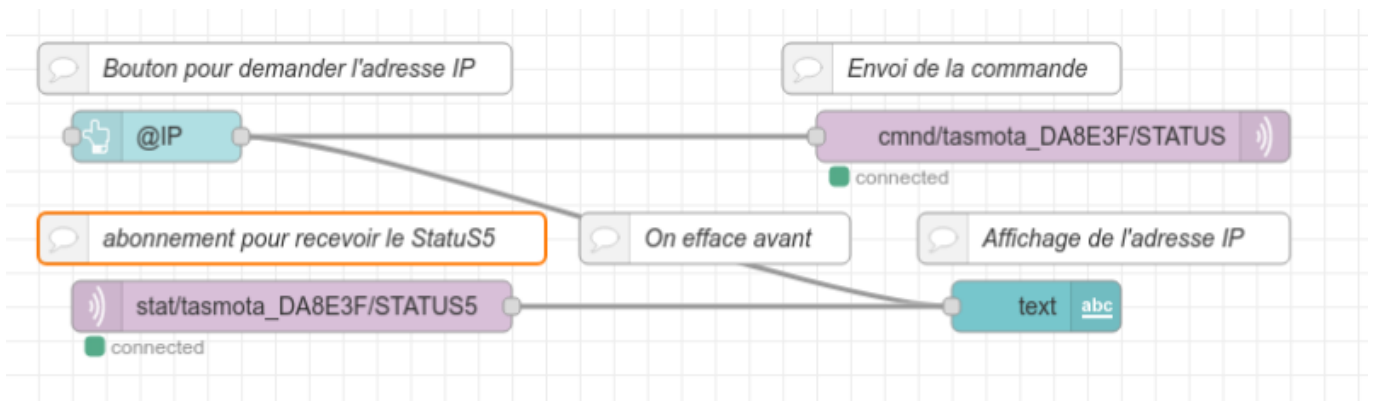 Bouton pour demander l'adresse IP
Envoi de la commande
@IP
cmnd/tasmota_DA8E3F/STATUS
connected
abonnement pour recevoir le StatuS5
On efface avant
Affichage de l'adresse IP
stat/tasmota_DA8E3F/STATUS5
text
abc
connected